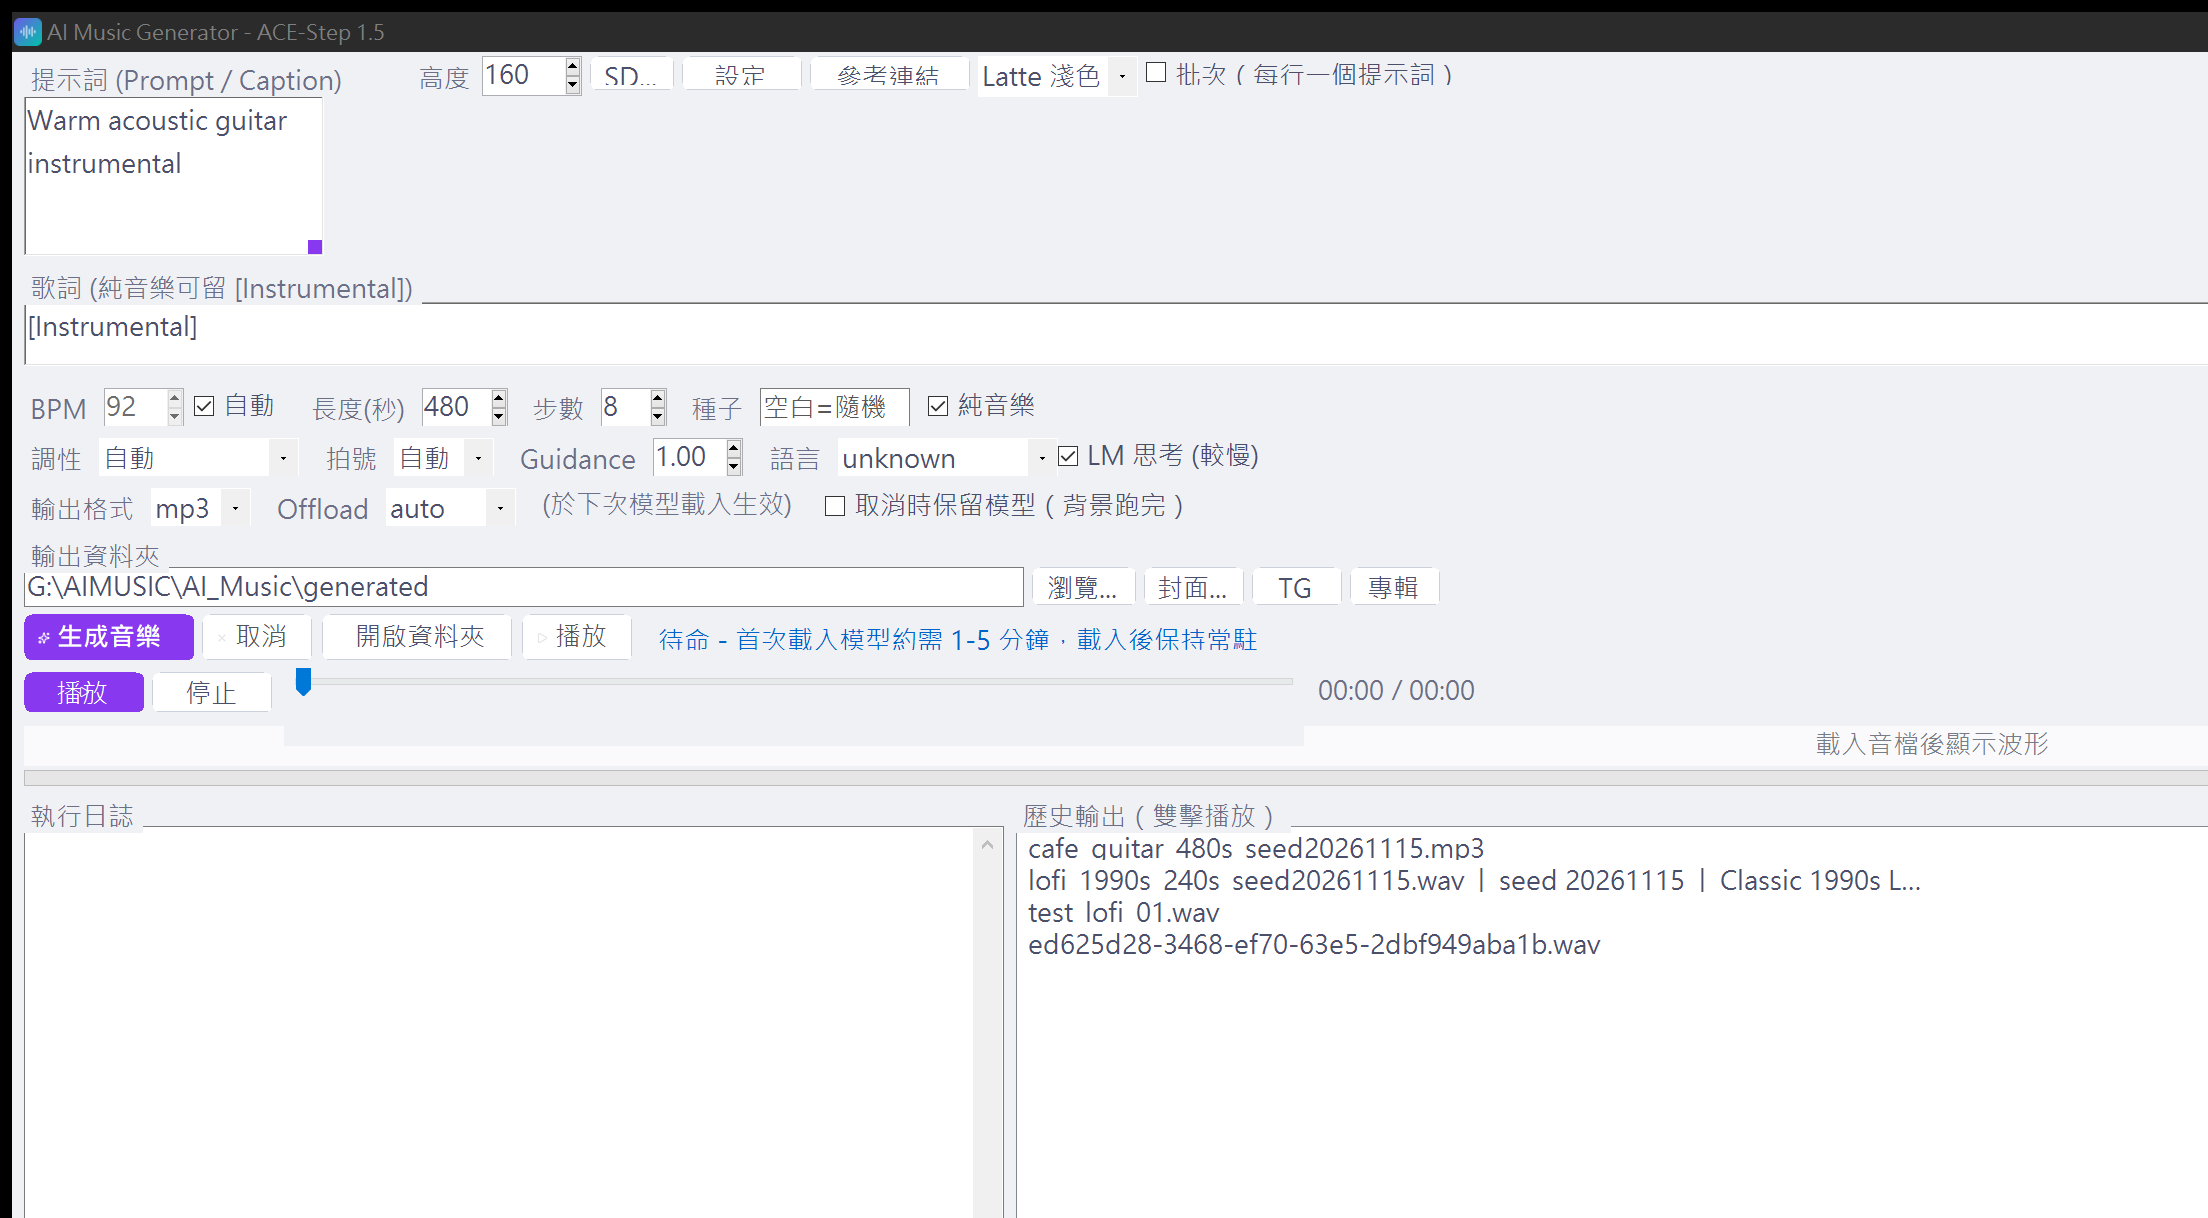 AI Music Generator - ACE-Step 1.5
提示詞 (Prompt / Caption) 高度 160 SD... 設定 參考連結 Latte 淺色 批次（每行一個提示詞）
Warm acoustic guitar
instrumental
歌詞 (純音樂可留 [Instrumental])
[Instrumental]
BPM 92 自動 長度(秒) 480 步數 8 種子 空白=隨機 純音樂
調性 自動 拍號 自動 Guidance 1.00 語言 unknown LM 思考 (較慢)
輸出格式 mp3 Offload auto (於下次模型載入生效) 取消時保留模型（背景跑完）
輸出資料夾
G:\AIMUSIC\AI_Music\generated 瀏覽... 封面... TG 專輯
生成音樂 取消 開啟資料夾 播放 待命 - 首次載入模型約需 1-5 分鐘，載入後保持常駐
播放 停止 00:00 / 00:00
載入音檔後顯示波形
執行日誌 歷史輸出（雙擊播放）
cafe_guitar_480s_seed20261115.mp3
lofi_1990s_240s_seed20261115.wav | seed 20261115 | Classic 1990s L...
test_lofi_01.wav
ed625d28-3468-ef70-63e5-2dbf949aba1b.wav